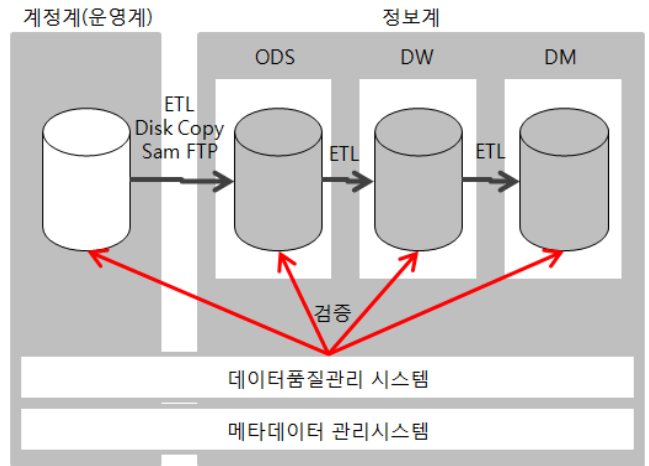 계정계(운영계)
정보계
ODS
DW
DM
ETL
Disk Copy
Sam FTP
ETL
ETL
검증
데이터품질관리 시스템
메타데이터 관리시스템